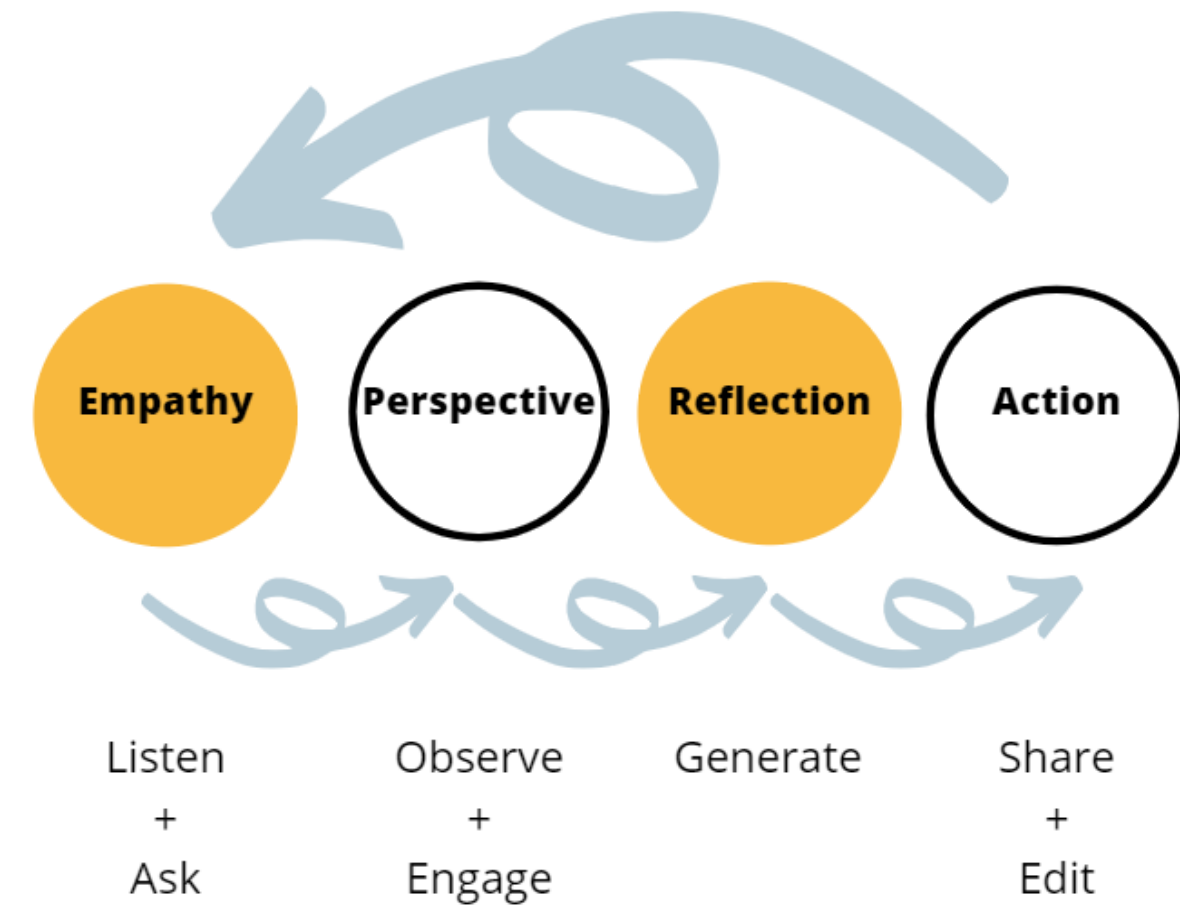 Empathy
Perspective
Reflection
Action
Listen
+
Ask
Observe
+
Engage
Generate
Share
+
Edit